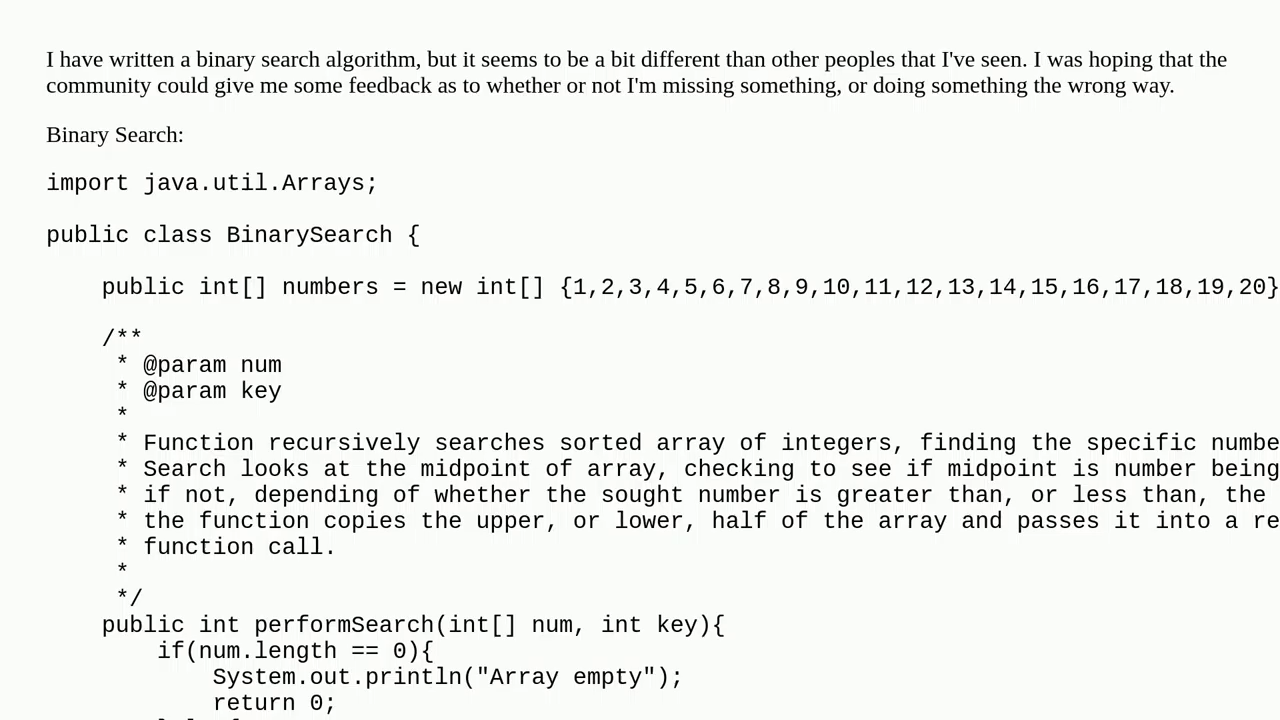 I have written a binary search algorithm, but it seems to be a bit different than other peoples that I've seen. I was hoping that the
community could give me some feedback as to whether or not I'm missing something, or doing something the wrong way.
Binary Search:
import java.util.Arrays;
public class BinarySearch {
public int[] numbers = new int[] {1,2,3,4,5,6,7,8,9,10,11,12,13,14,15,16,17,18,19,20}
/**
* @param num
* @param key
*
* Function recursively searches sorted array of integers, finding the specific numbe
* Search looks at the midpoint of array, checking to see if midpoint is number being
* if not, depending of whether the sought number is greater than, or less than, the
* the function copies the upper, or lower, half of the array and passes it into a re
* function call.
*
*/
public int performSearch(int[] num, int key){
if(num.length == 0){
System.out.println("Array empty");
return 0;